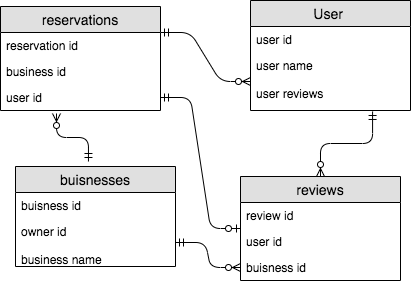 reservations
reservation id
business id
user id
User
user id
user name
user reviews
buisnesses
buisness id
owner id
business name
reviews
review id
user id
buisness id